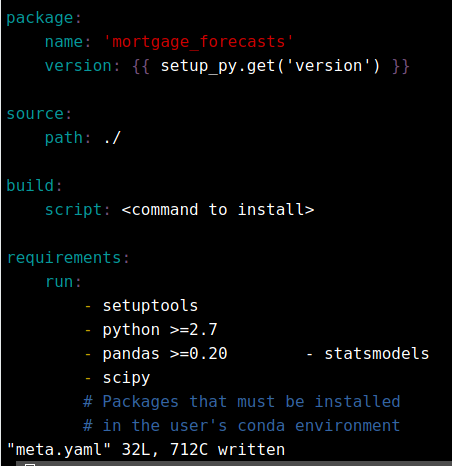 package:
name: 'mortgage_forecasts'
version: {{ setup_py.get('version') }}
source:
path: ./
build:
script: <command to install>
requirements:
run:
- setuptools
- python >=2.7
- pandas >=0.20 - statsmodels
- scipy
# Packages that must be installed
# in the user's conda environment
"meta.yaml" 32L, 712C written